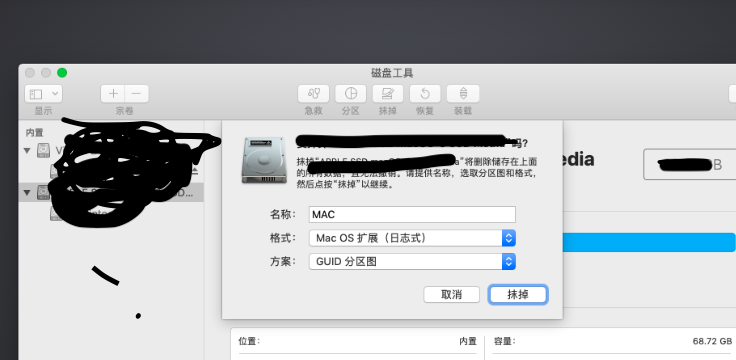 磁盘工具
显示
宗卷
急救
分区
抹掉
恢复
装载
内置
吗?
抹掉“APPLE SSD 将删除储存在上面
的所有数据,且无法撤销。请提供名称,选取分区图和格式,
然后点按“抹掉”以继续。
edia
B
名称:
MAC
格式:
Mac OS 扩展(日志式)
方案:
GUID 分区图
取消
抹掉
位置:
内置
容量:
68.72 GB